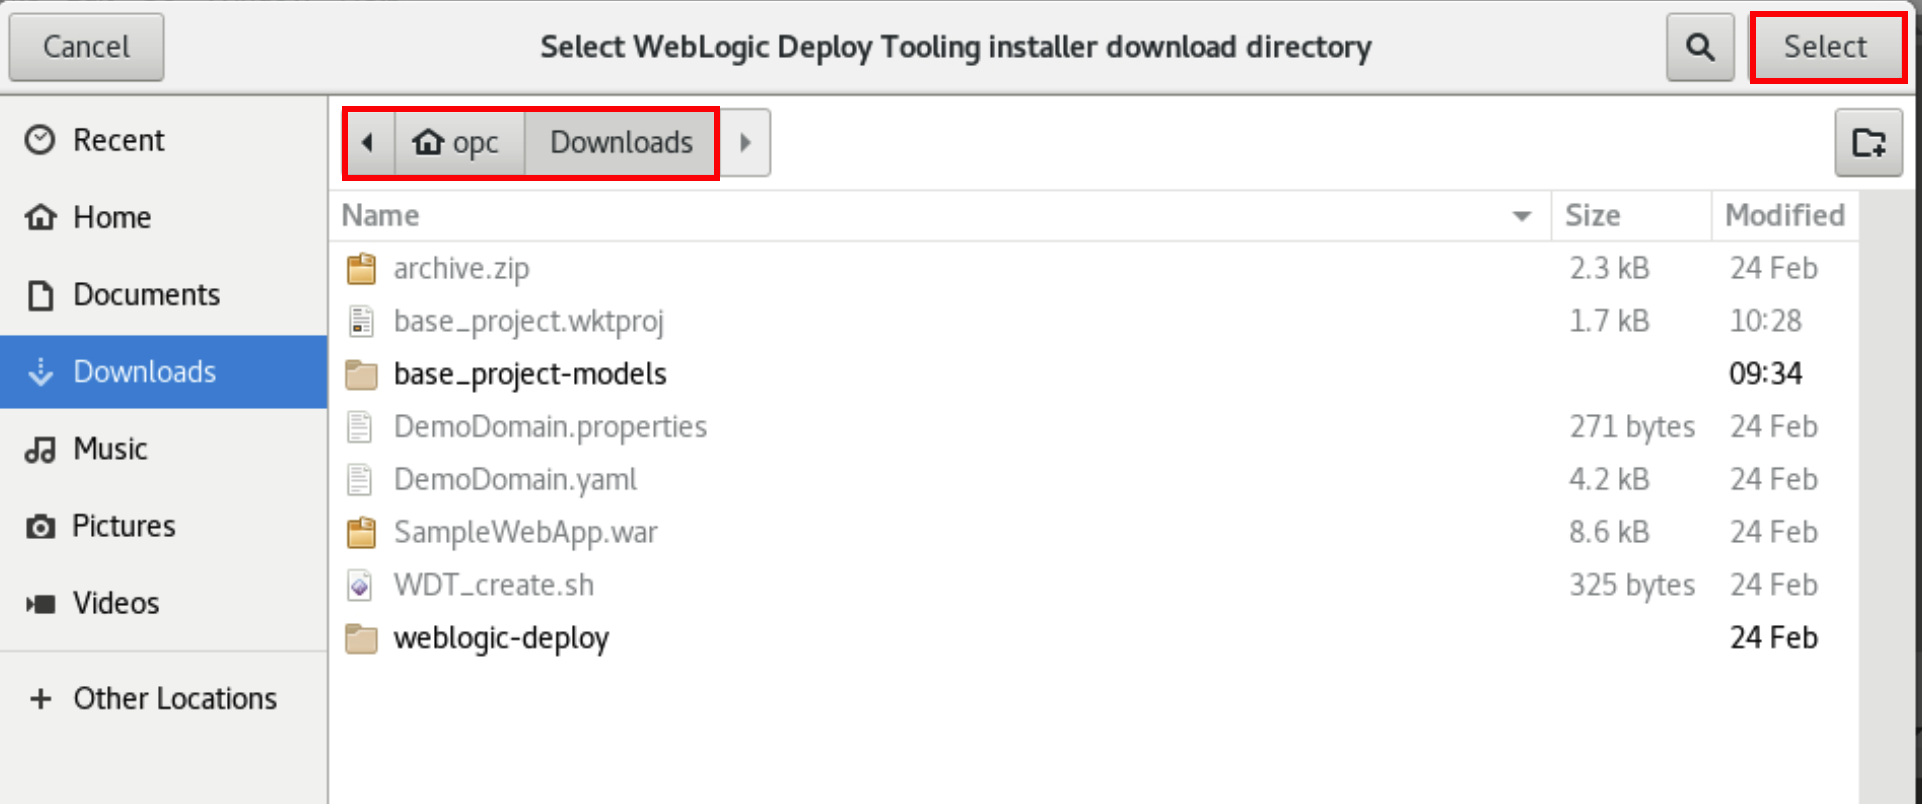 Cancel
Select WebLogic Deploy Tooling installer download directory
Select
Recent
Home
Documents
Downloads
Music
Pictures
Videos
Other Locations
opc Downloads
Name Size Modified
archive.zip 2.3 kB 24 Feb
base_project.wktproj 1.7 kB 10:28
base_project-models 09:34
DemoDomain.properties 271 bytes 24 Feb
DemoDomain.yaml 4.2 kB 24 Feb
SampleWebApp.war 8.6 kB 24 Feb
WDT_create.sh 325 bytes 24 Feb
weblogic-deploy 24 Feb